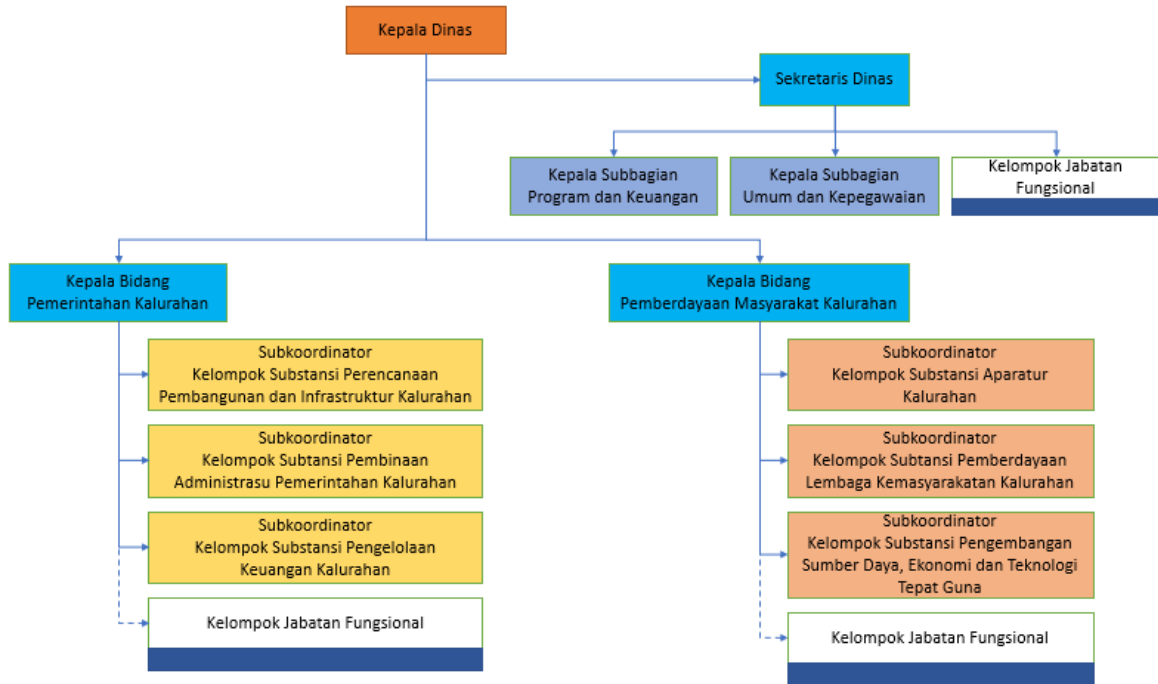 Kepala Dinas
Sekretaris Dinas
Kepala Subbagian
Program dan Keuangan
Kepala Subbagian
Umum dan Kepegawaian
Kelompok Jabatan
Fungsional
Kepala Bidang
Pemerintahan Kalurahan
Subkoordinator
Kelompok Substansi Perencanaan
Pembangunan dan Infrastruktur Kalurahan
Subkoordinator
Kelompok Subtansi Pembinaan
Administrasu Pemerintahan Kalurahan
Subkoordinator
Kelompok Substansi Pengelolaan
Keuangan Kalurahan
Kelompok Jabatan Fungsional
Kepala Bidang
Pemberdayaan Masyarakat Kalurahan
Subkoordinator
Kelompok Substansi Aparatur
Kalurahan
Subkoordinator
Kelompok Subtansi Pemberdayaan
Lembaga Kemasyarakatan Kalurahan
Subkoordinator
Kelompok Substansi Pengembangan
Sumber Daya, Ekonomi dan Teknologi
Tepat Guna
Kelompok Jabatan Fungsional